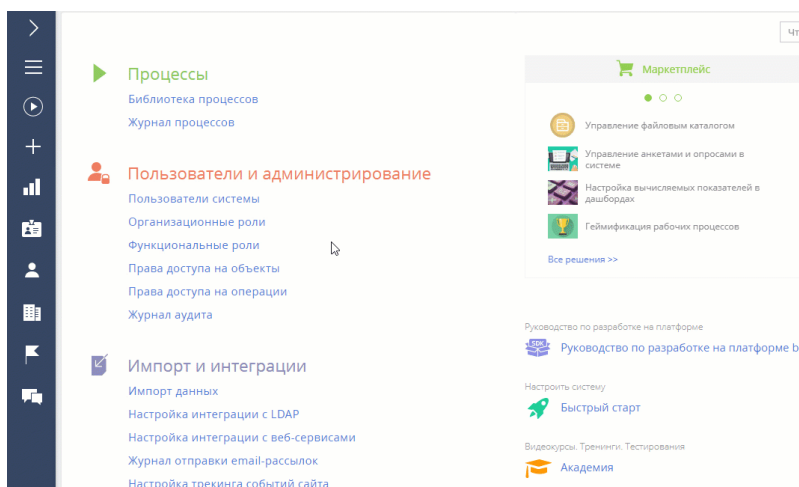 Чт
Процессы
Библиотека процессов
Журнал процессов
Пользователи и администрирование
Пользователи системы
Организационные роли
Функциональные роли
Права доступа на объекты
Права доступа на операции
Журнал аудита
Импорт и интеграции
Импорт данных
Настройка интеграции с LDAP
Настройка интеграции с веб-сервисами
Журнал отправки email-рассылок
Настройка трекинга событий сайта
Маркетплейс
Управление файловым каталогом
Управление анкетами и опросами в
системе
Настройка вычисляемых показателей в
дашбордах
Геймификация рабочих процессов
Все решения >>
Руководство по разработке на платформе
SDK
Руководство по разработке на платформе b
Настроить систему
Быстрый старт
Видеокурсы. Тренинги. Тестирования
Академия